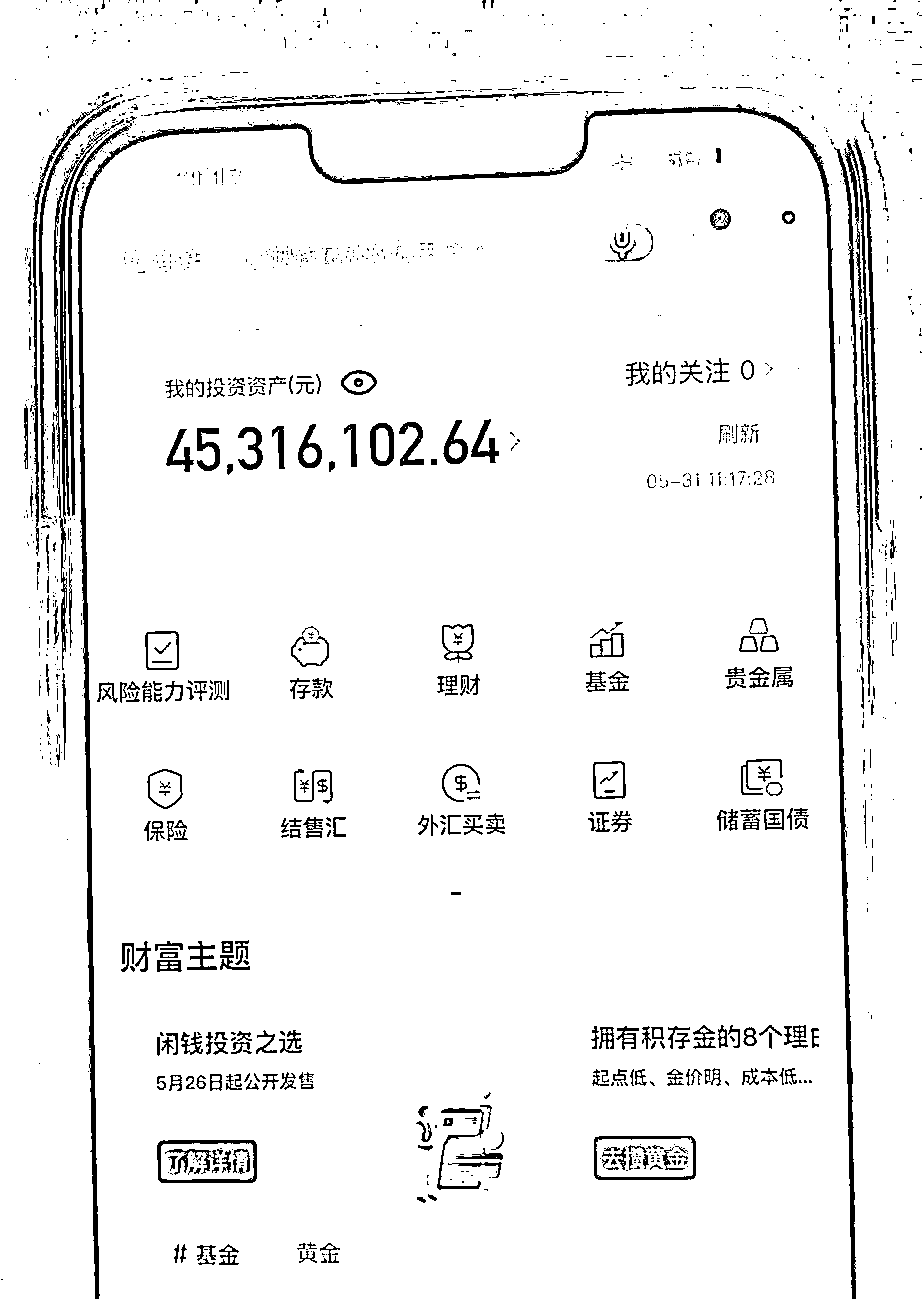 我的投资资产(元)
我的关注 0 >
45,316,102.64 >
刷新
05-31 11:17:28
风险能力评测 存款 理财 基金 贵金属
保险 结售汇 外汇买卖 证券 储蓄国债
财富主题
闲钱投资之选
5月26日起公开发售
了解详情
拥有积存金的8个理由
起点低、金价明、成本低...
去攒黄金
# 基金 黄金